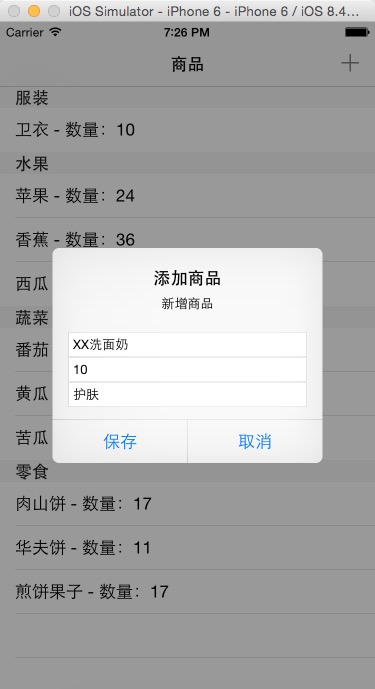 iOS Simulator - iPhone 6 - iPhone 6 / iOS 8.4...
Carrier 7:26 PM
商品 +
服装
卫衣 - 数量：10
水果
苹果 - 数量：24
香蕉 - 数量：36
西瓜
蔬菜
番茄
黄瓜
苦瓜
添加商品
新增商品
XX洗面奶
10
护肤
保存 取消
零食
肉山饼 - 数量：17
华夫饼 - 数量：11
煎饼果子 - 数量：17